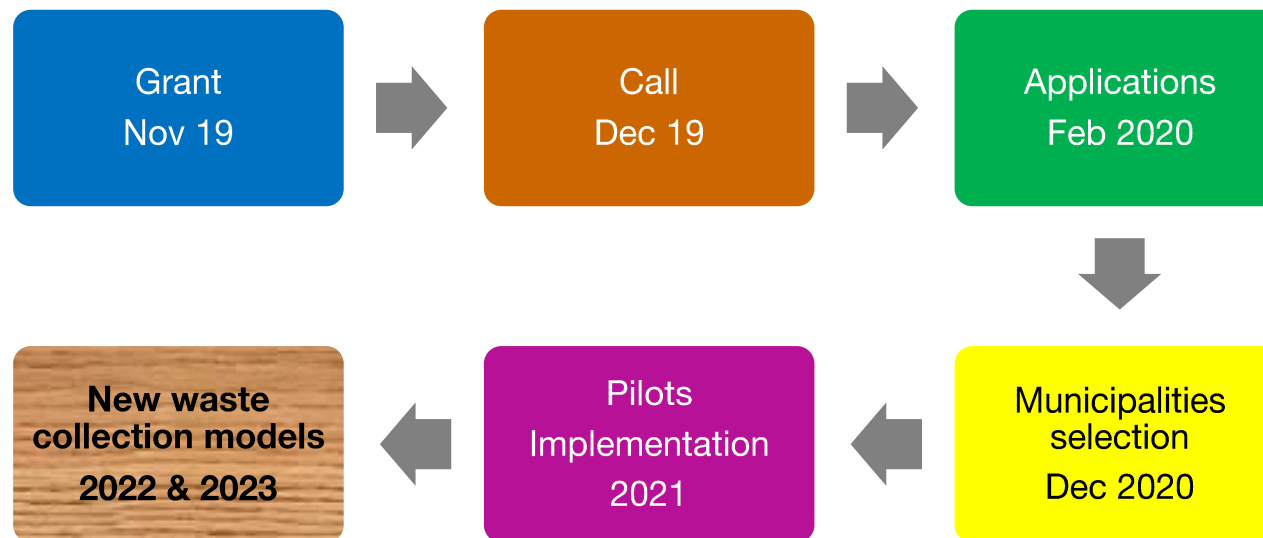 Grant
Nov 19
Call
Dec 19
Applications
Feb 2020
Municipalities
selection
Dec 2020
Pilots
Implementation
2021
New waste
collection models
2022 & 2023